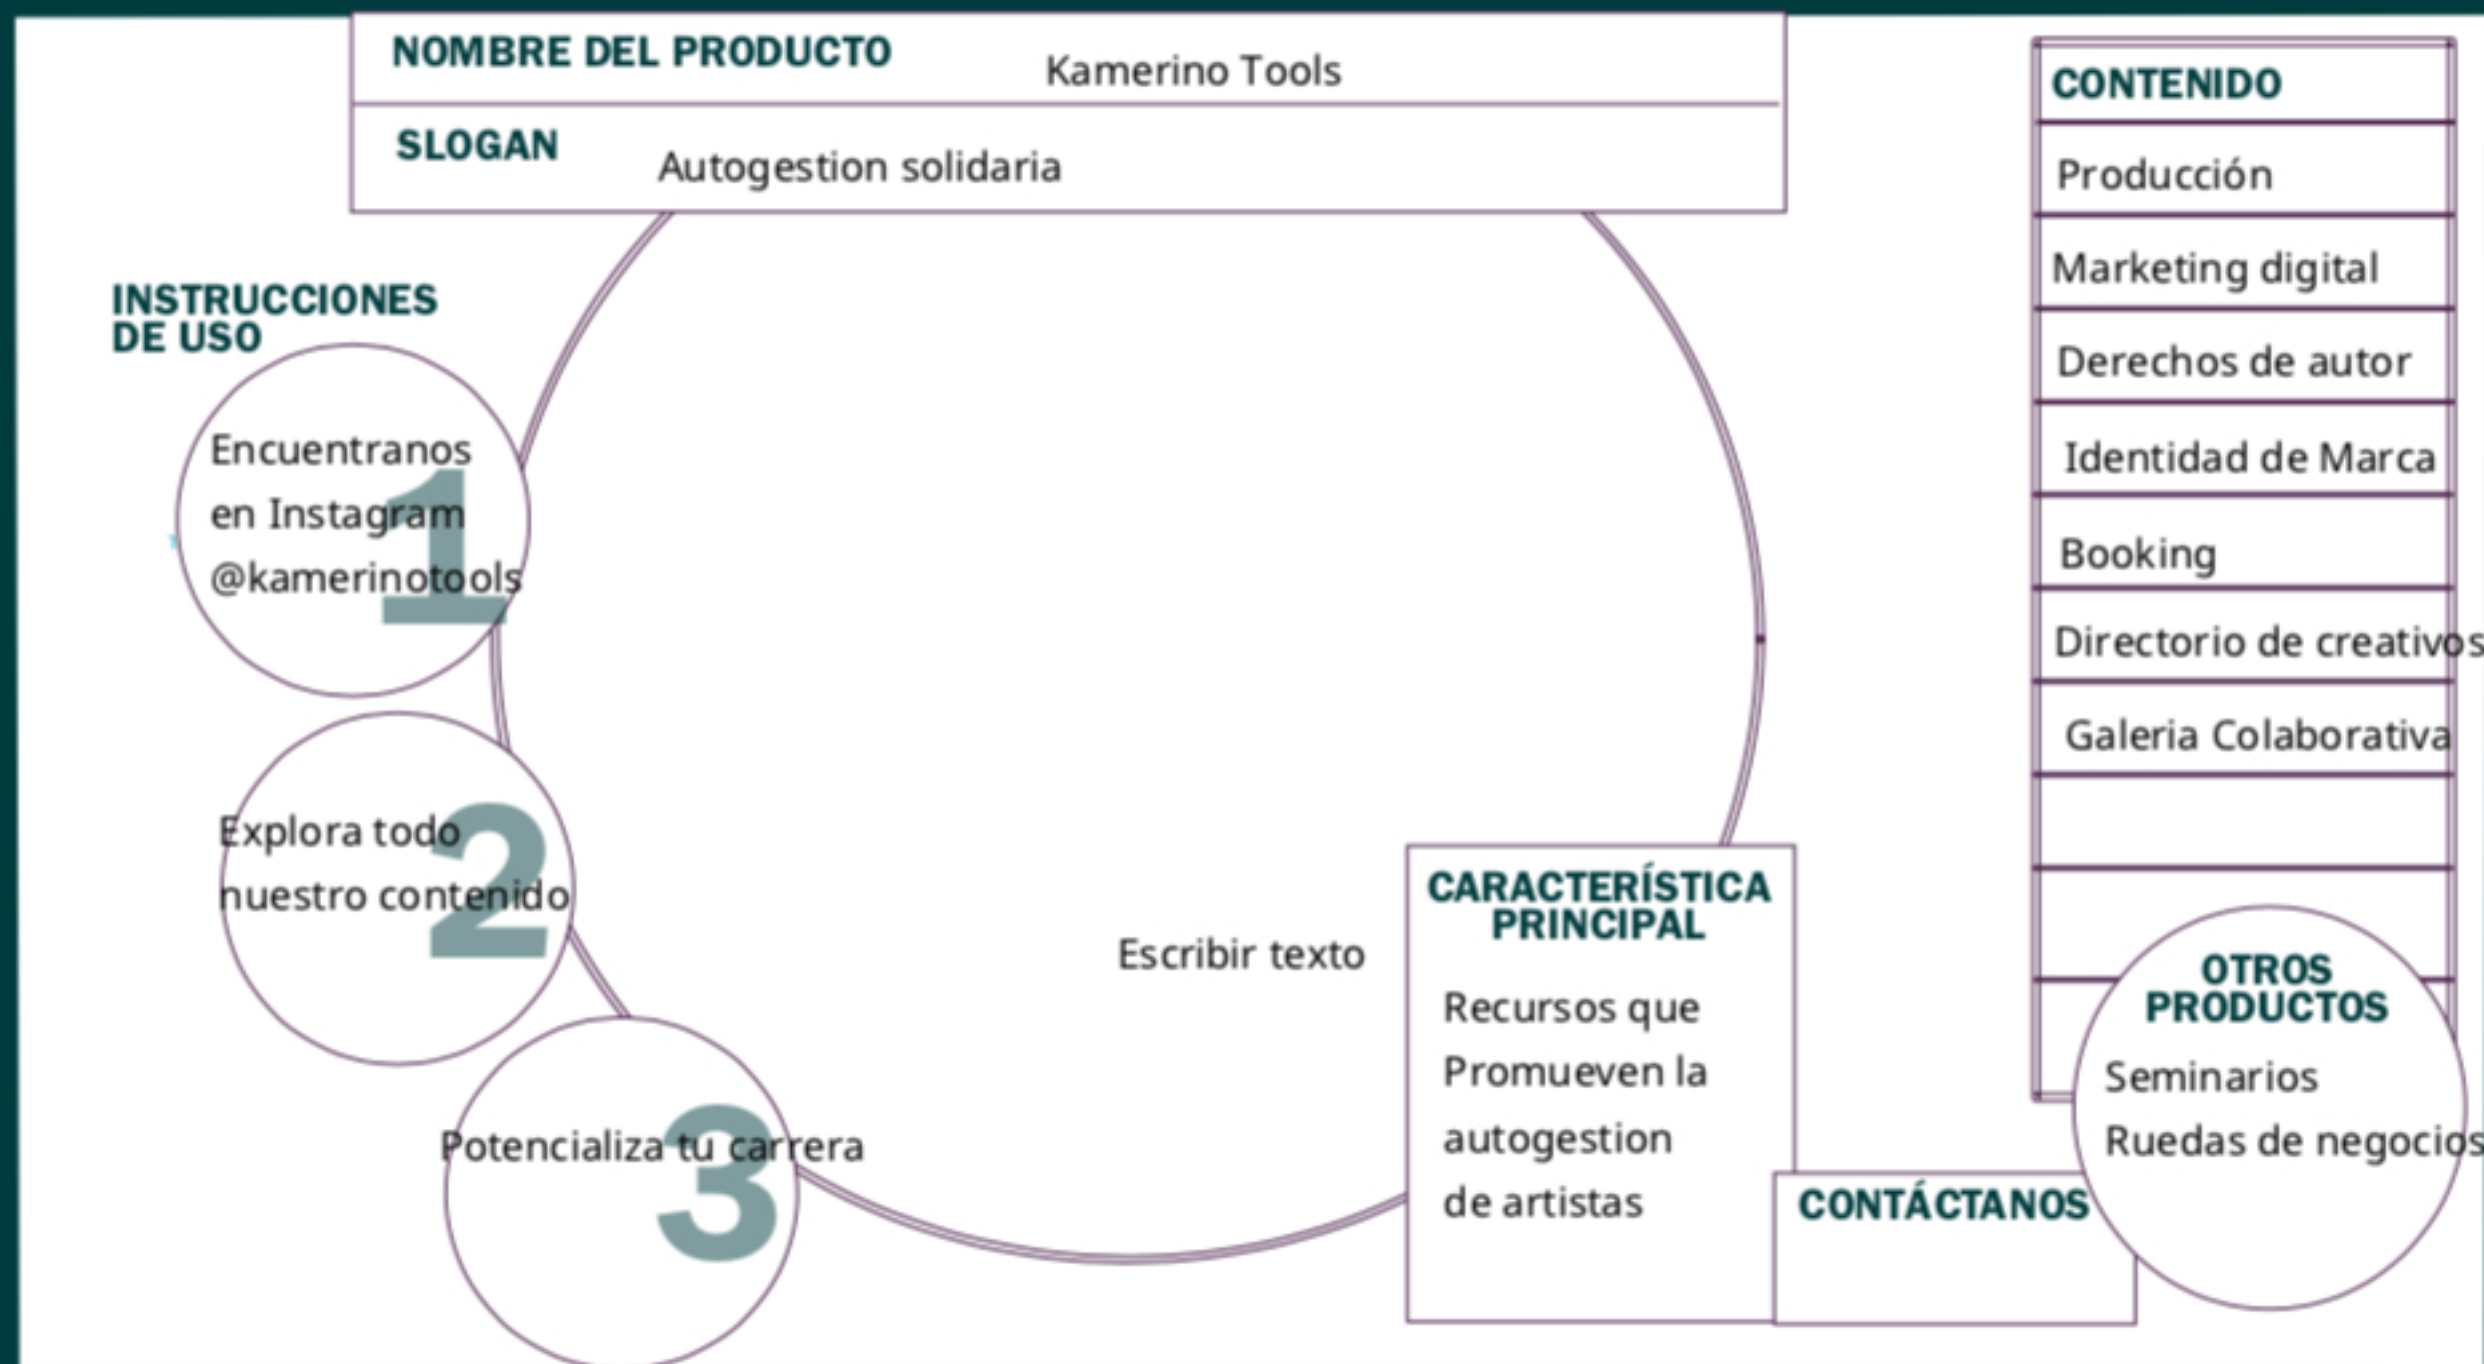 NOMBRE DEL PRODUCTO
Kamerino Tools
SLOGAN
Autogestion solidaria
INSTRUCCIONES
DE USO
1
Encuentranos
en Instagram
@kamerinotools
2
Explora todo
nuestro contenido
3
Potencializa tu carrera
Escribir texto
CARACTERÍSTICA
PRINCIPAL
Recursos que
Promueven la
autogestion
de artistas
CONTÁCTANOS
CONTENIDO
Producción
Marketing digital
Derechos de autor
Identidad de Marca
Booking
Directorio de creativos
Galeria Colaborativa
OTROS
PRODUCTOS
Seminarios
Ruedas de negocios